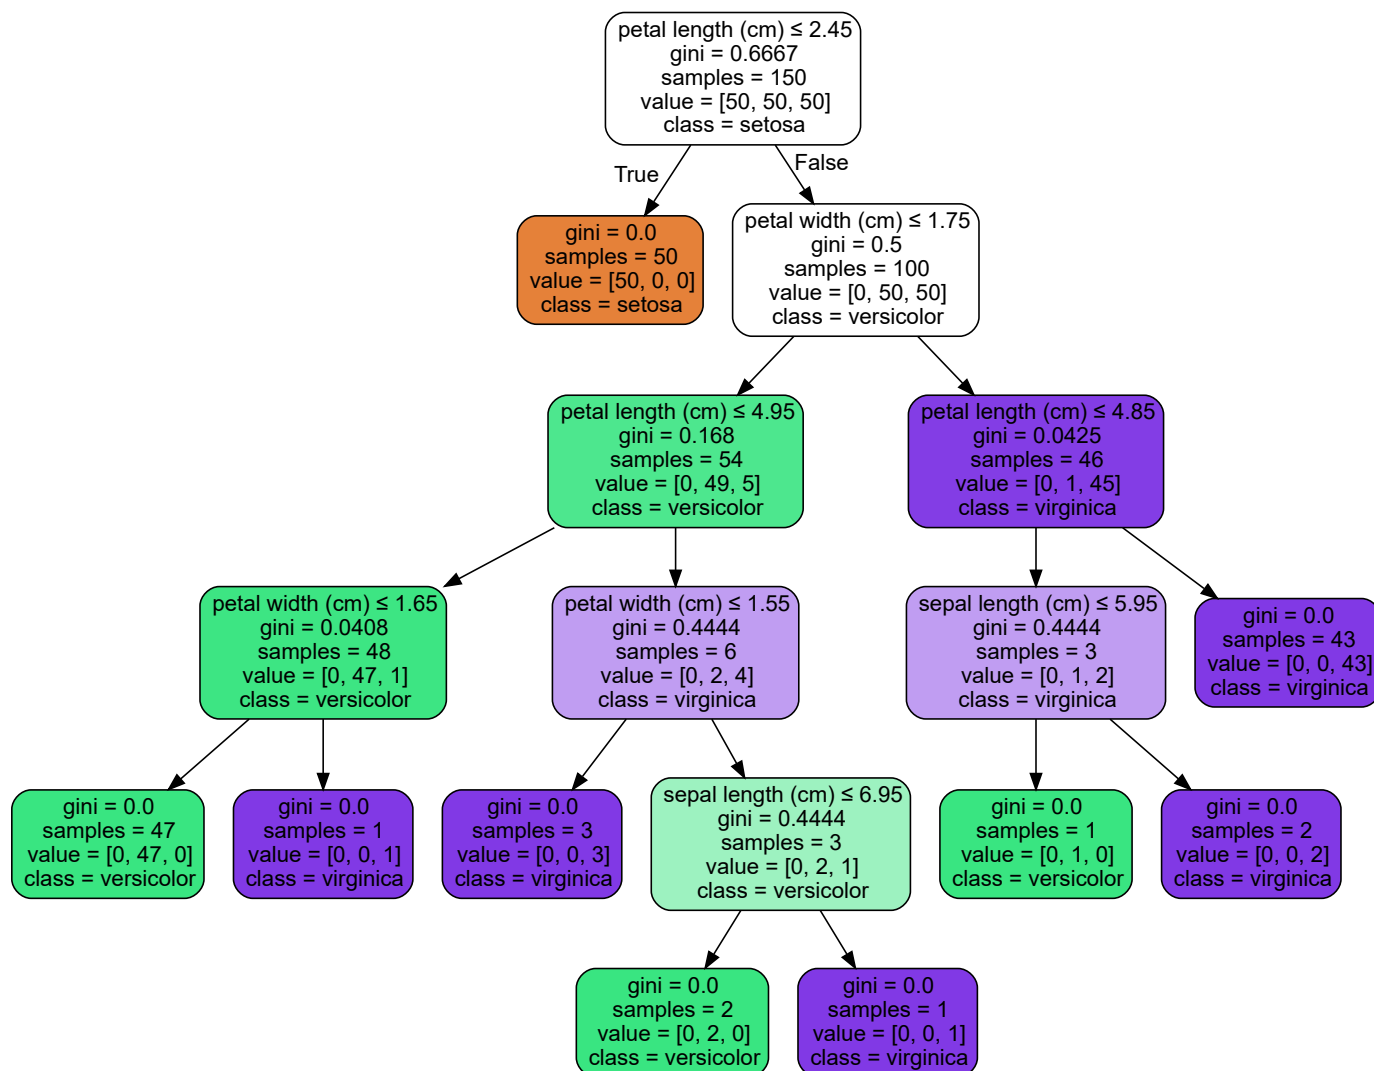 petal length (cm) ≤ 2.45
gini = 0.6667
samples = 150
value = [50, 50, 50]
class = setosa
True
False
gini = 0.0
samples = 50
value = [50, 0, 0]
class = setosa
petal width (cm) ≤ 1.75
gini = 0.5
samples = 100
value = [0, 50, 50]
class = versicolor
petal length (cm) ≤ 4.95
gini = 0.168
samples = 54
value = [0, 49, 5]
class = versicolor
petal length (cm) ≤ 4.85
gini = 0.0425
samples = 46
value = [0, 1, 45]
class = virginica
petal width (cm) ≤ 1.65
gini = 0.0408
samples = 48
value = [0, 47, 1]
class = versicolor
petal width (cm) ≤ 1.55
gini = 0.4444
samples = 6
value = [0, 2, 4]
class = virginica
sepal length (cm) ≤ 5.95
gini = 0.4444
samples = 3
value = [0, 1, 2]
class = virginica
gini = 0.0
samples = 43
value = [0, 0, 43]
class = virginica
gini = 0.0
samples = 47
value = [0, 47, 0]
class = versicolor
gini = 0.0
samples = 1
value = [0, 0, 1]
class = virginica
gini = 0.0
samples = 3
value = [0, 0, 3]
class = virginica
sepal length (cm) ≤ 6.95
gini = 0.4444
samples = 3
value = [0, 2, 1]
class = versicolor
gini = 0.0
samples = 1
value = [0, 1, 0]
class = versicolor
gini = 0.0
samples = 2
value = [0, 0, 2]
class = virginica
gini = 0.0
samples = 2
value = [0, 2, 0]
class = versicolor
gini = 0.0
samples = 1
value = [0, 0, 1]
class = virginica